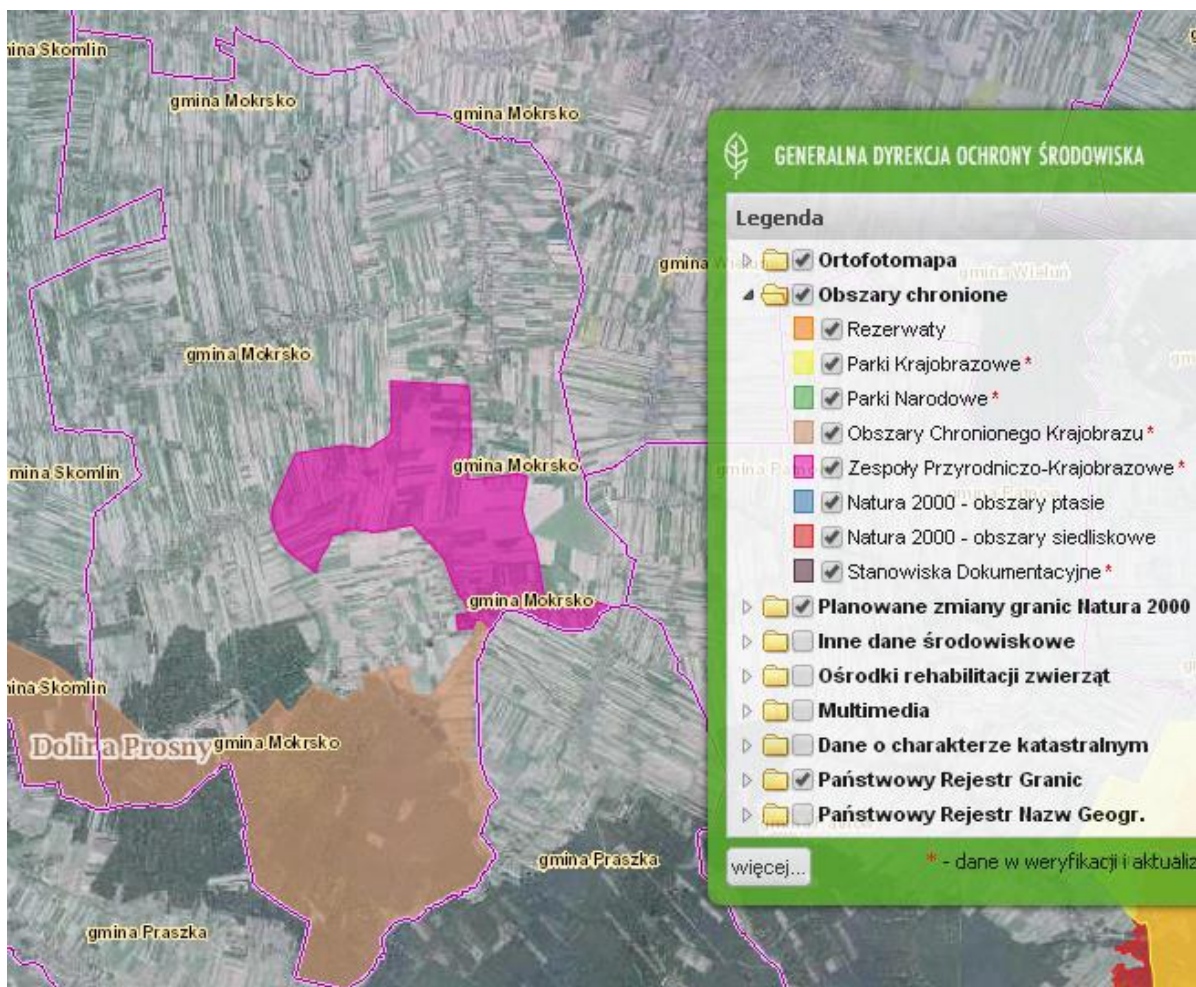 mina Skomlin
gmina Mokrsko
gmina Mokrsko
GENERALNA DYREKCJA OCHRONY ŚRODOWISKA
Legenda
gmina
Ortofotomapa
gmina Wieluń
Obszary chronione
Rezerwaty
gmina Mokrsko
Parki Krajobrazowe *
Parki Narodowe *
Obszary Chronionego Krajobrazu *
mina Skomlin
gmina Mokrsko
Zespoły Przyrodniczo-Krajobrazowe *
Natura 2000 - obszary ptasie
Natura 2000 - obszary siedliskowe
Stanowiska Dokumentacyjne *
gmina Mokrsko
Planowane zmiany granic Natura 2000
Inne dane środowiskowe
mina Skomlin
Ośrodki rehabilitacji zwierząt
Multimedia
Dolina Prosny
gmina Mokrsko
Dane o charakterze katastralnym
Państwowy Rejestr Granic
Państwowy Rejestr Nazw Geogr.
gmina Praszka
więcej...
* - dane w weryfikacji i aktualiz
gmina Praszka